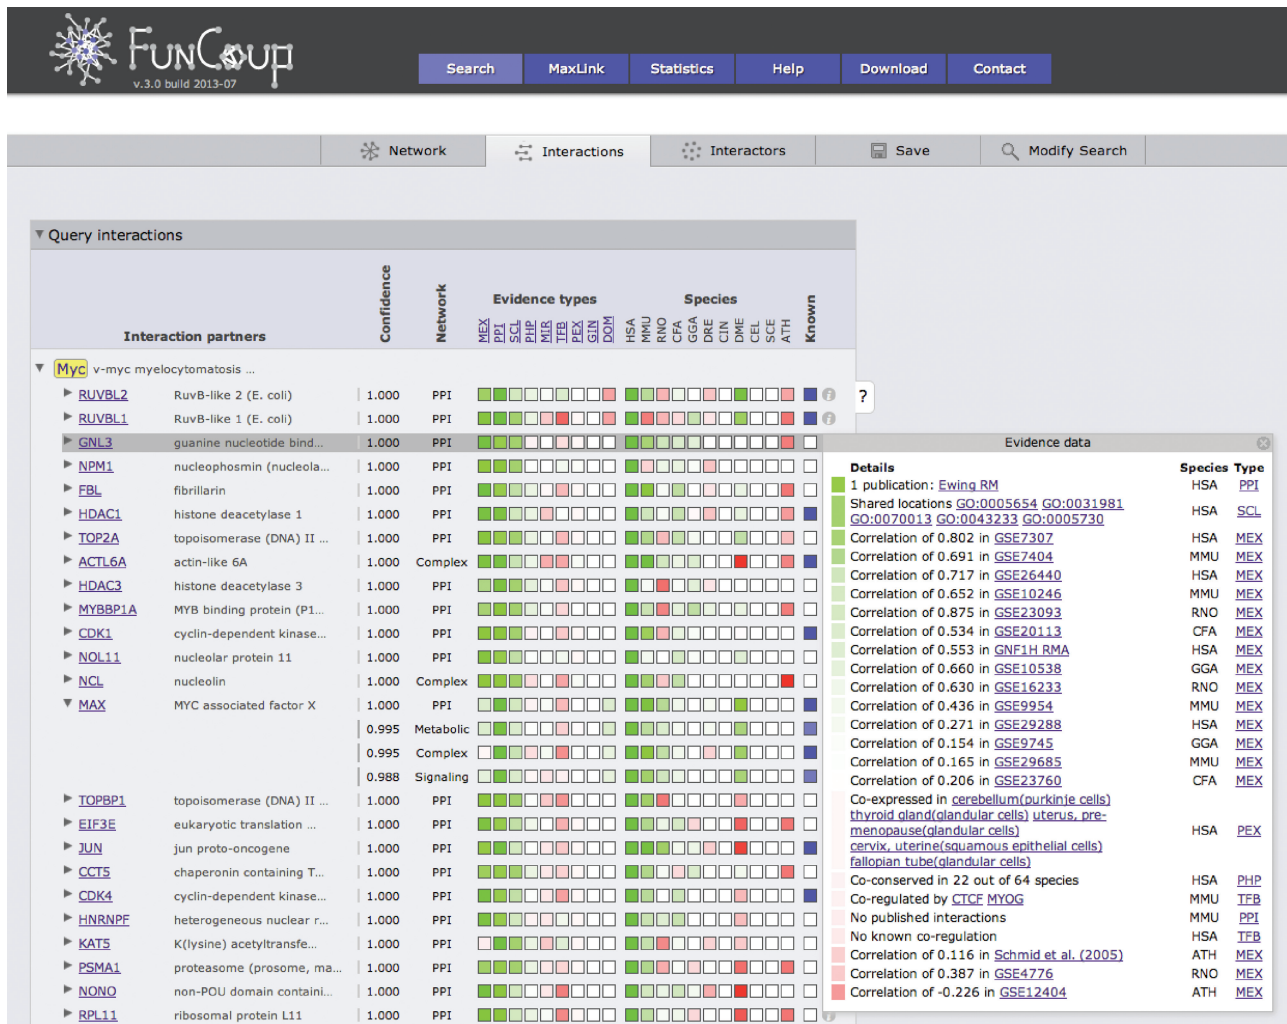 FunCoup
v.3.0 build 2013-07
Search MaxLink Statistics Help Download Contact
Network Interactions Interactors Save Modify Search
Query interactions
Interaction partners Confidence Network Evidence types Species Known
MEX PPI SCL PHP MIR TFB PEX GIN DOM HSA MMU RNO CFA GGA DRE CIN DME CEL SCE ATH
Myc v-myc myelocytomatosis ...
RUVBL2 RuvB-like 2 (E. coli) 1.000 PPI
?
RUVBL1 RuvB-like 1 (E. coli) 1.000 PPI
GNL3 guanine nucleotide bind... 1.000 PPI
NPM1 nucleophosmin (nucleola... 1.000 PPI
FBL fibrillarin 1.000 PPI
HDAC1 histone deacetylase 1 1.000 PPI
TOP2A topoisomerase (DNA) II ... 1.000 PPI
ACTL6A actin-like 6A 1.000 Complex
HDAC3 histone deacetylase 3 1.000 PPI
MYBBP1A MYB binding protein (P1... 1.000 PPI
CDK1 cyclin-dependent kinase... 1.000 PPI
NOL11 nucleolar protein 11 1.000 PPI
NCL nucleolin 1.000 Complex
MAX MYC associated factor X 1.000 PPI
0.995 Metabolic
0.995 Complex
0.988 Signaling
TOPBP1 topoisomerase (DNA) II ... 1.000 PPI
EIF3E eukaryotic translation ... 1.000 PPI
JUN jun proto-oncogene 1.000 PPI
CCT5 chaperonin containing T... 1.000 PPI
CDK4 cyclin-dependent kinase... 1.000 PPI
HNRNPF heterogeneous nuclear r... 1.000 PPI
KAT5 K(lysine) acetyltransfe... 1.000 PPI
PSMA1 proteasome (prosome, ma... 1.000 PPI
NONO non-POU domain containi... 1.000 PPI
RPL11 ribosomal protein L11 1.000 PPI
Evidence data
Details Species Type
1 publication: Ewing RM HSA PPI
Shared locations GO:0005654 GO:0031981
GO:0070013 GO:0043233 GO:0005730 HSA SCL
Correlation of 0.802 in GSE7307 HSA MEX
Correlation of 0.691 in GSE7404 MMU MEX
Correlation of 0.717 in GSE26440 HSA MEX
Correlation of 0.652 in GSE10246 MMU MEX
Correlation of 0.875 in GSE23093 RNO MEX
Correlation of 0.534 in GSE20113 CFA MEX
Correlation of 0.553 in GNF1H RMA HSA MEX
Correlation of 0.660 in GSE10538 GGA MEX
Correlation of 0.630 in GSE16233 RNO MEX
Correlation of 0.436 in GSE9954 MMU MEX
Correlation of 0.271 in GSE29288 HSA MEX
Correlation of 0.154 in GSE9745 GGA MEX
Correlation of 0.165 in GSE29685 MMU MEX
Correlation of 0.206 in GSE23760 CFA MEX
Co-expressed in cerebellum(purkinje cells)
thyroid gland(glandular cells) uterus, pre-
menopause(glandular cells) HSA PEX
cervix, uterine(squamous epithelial cells)
fallopian tube(glandular cells)
Co-conserved in 22 out of 64 species HSA PHP
Co-regulated by CTCF MYOG MMU TFB
No published interactions MMU PPI
No known co-regulation HSA TFB
Correlation of 0.116 in Schmid et al. (2005) ATH MEX
Correlation of 0.387 in GSE4776 RNO MEX
Correlation of -0.226 in GSE12404 ATH MEX